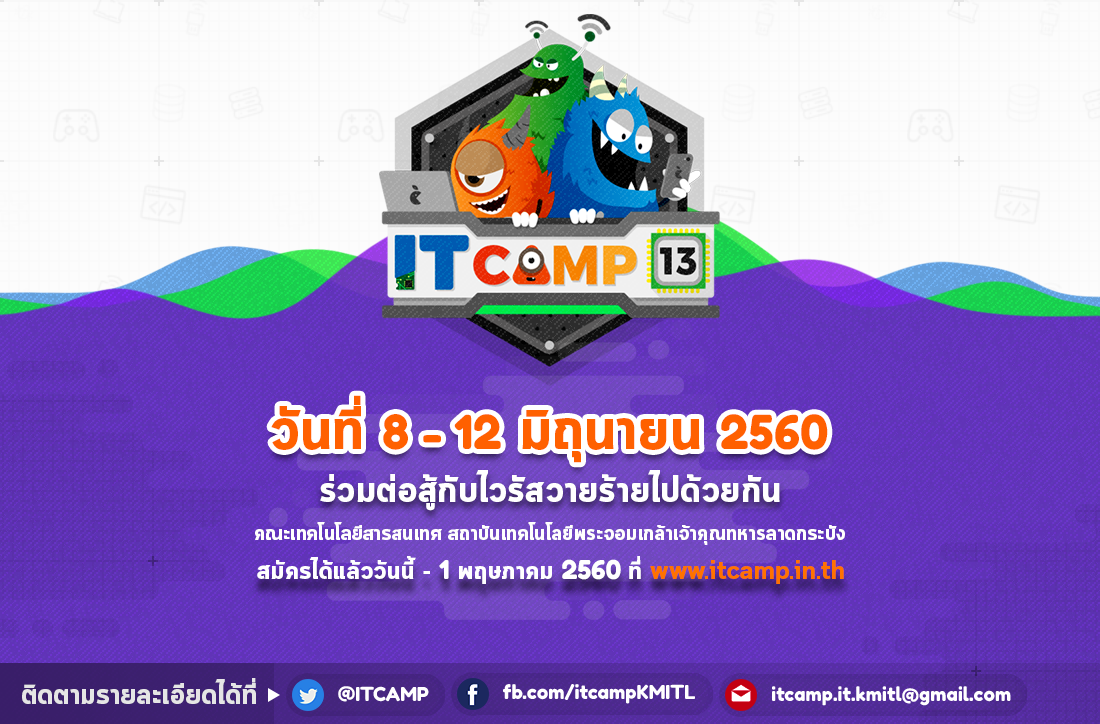 IT CAMP 13
วันที่ 8 - 12 มิถุนายน 2560
ร่วมต่อสู้กับไวรัสวายร้ายไปด้วยกัน
คณะเทคโนโลยีสารสนเทศ สถาบันเทคโนโลยีพระจอมเกล้าเจ้าคุณทหารลาดกระบัง
สมัครได้แล้ววันนี้ - 1 พฤษภาคม 2560 ที่ www.itcamp.in.th
ติดตามรายละเอียดได้ที่ @ITCAMP fb.com/itcampKMITL itcamp.it.kmitl@gmail.com